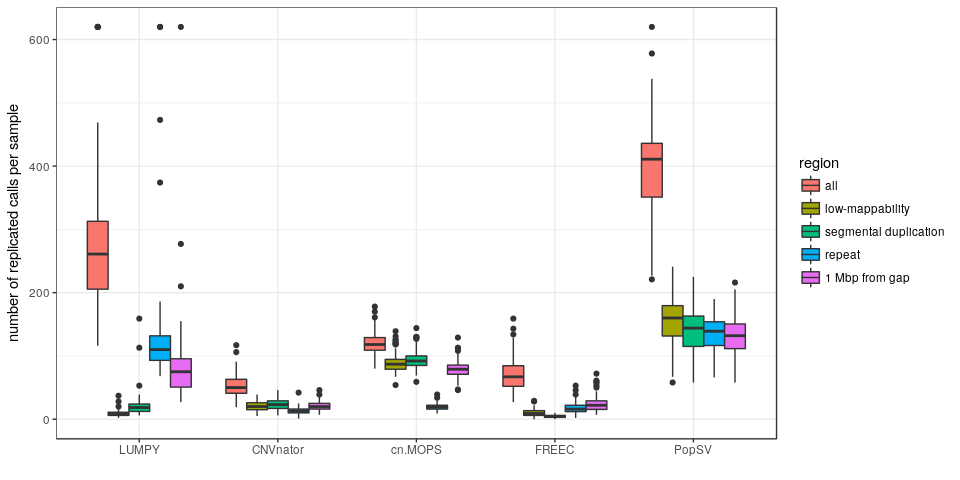 number of replicated calls per sample
600
400
200
0
LUMPY
CNVnator
cn.MOPS
FREEC
PopSV
region
all
low-mappability
segmental duplication
repeat
1 Mbp from gap